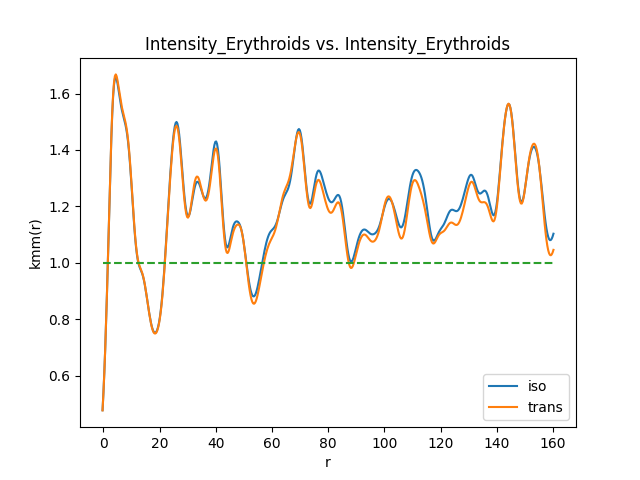 Intensity_Erythroids vs. Intensity_Erythroids
kmm(r)
1.6
1.4
1.2
1.0
0.8
0.6
0 20 40 60 80 100 120 140 160
r
iso
trans